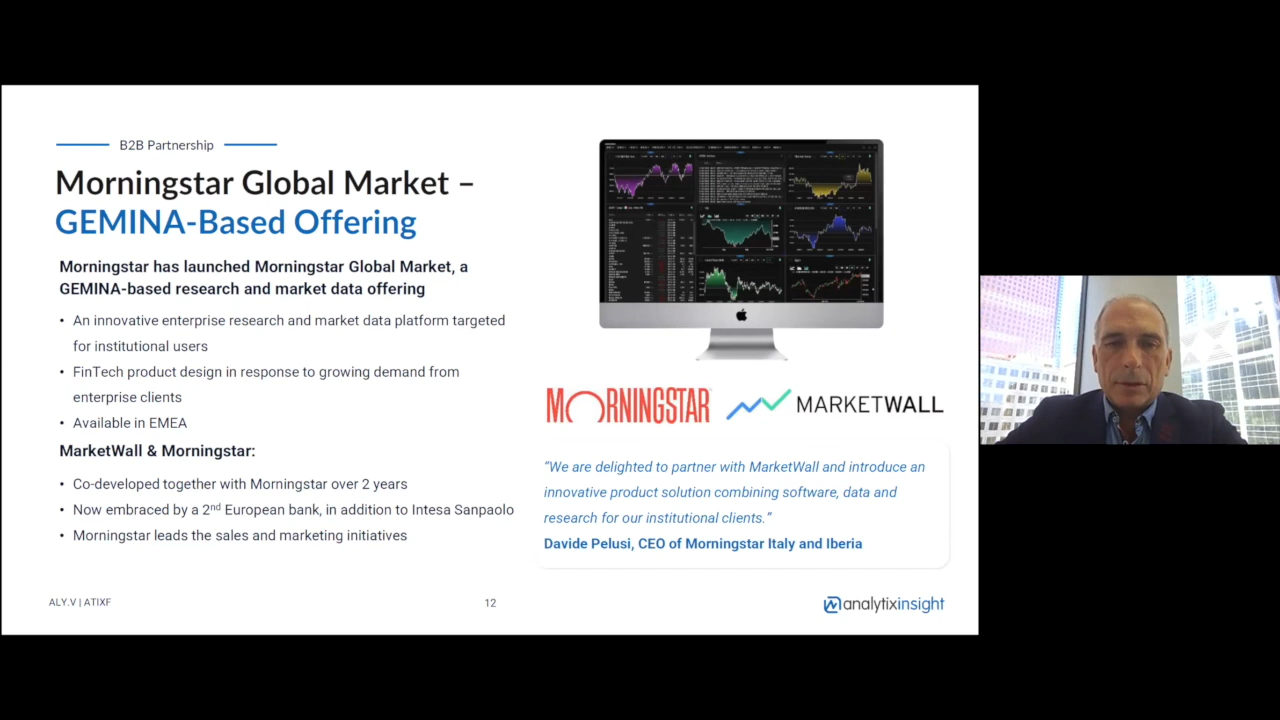 B2B Partnership
Morningstar Global Market –
GEMINA-Based Offering
Morningstar has launched Morningstar Global Market, a
GEMINA-based research and market data offering
• An innovative enterprise research and market data platform targeted
for institutional users
• FinTech product design in response to growing demand from
enterprise clients
• Available in EMEA
MarketWall & Morningstar:
• Co-developed together with Morningstar over 2 years
• Now embraced by a 2nd European bank, in addition to Intesa Sanpaolo
• Morningstar leads the sales and marketing initiatives
MORNINGSTAR
MARKETWALL
“We are delighted to partner with MarketWall and introduce an
innovative product solution combining software, data and
research for our institutional clients.”
Davide Pelusi, CEO of Morningstar Italy and Iberia
ALY.V | ATIXF
12
analytixinsight